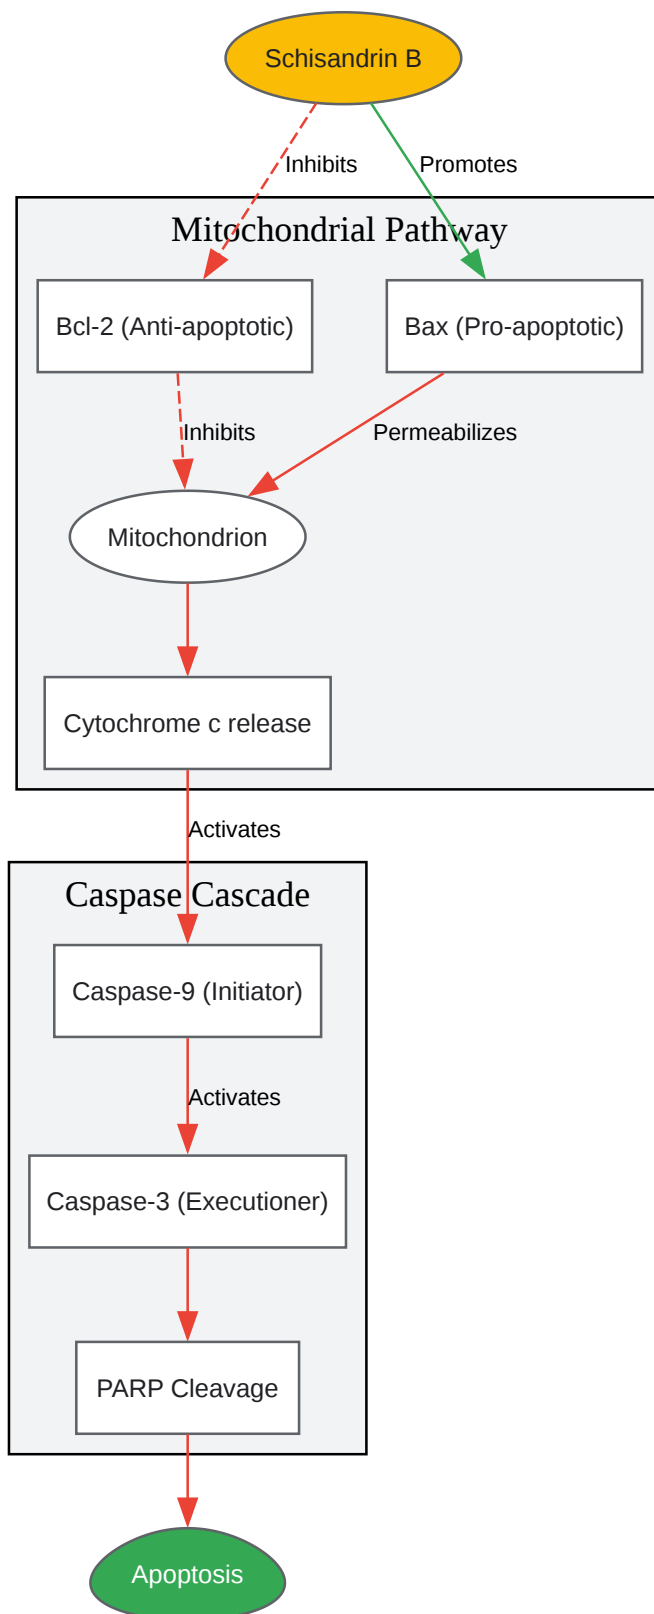 Schisandrin B
Inhibits
Promotes
Mitochondrial Pathway
Bcl-2 (Anti-apoptotic)
Bax (Pro-apoptotic)
Inhibits
Permeabilizes
Mitochondrion
Cytochrome c release
Activates
Caspase Cascade
Caspase-9 (Initiator)
Activates
Caspase-3 (Executioner)
PARP Cleavage
Apoptosis